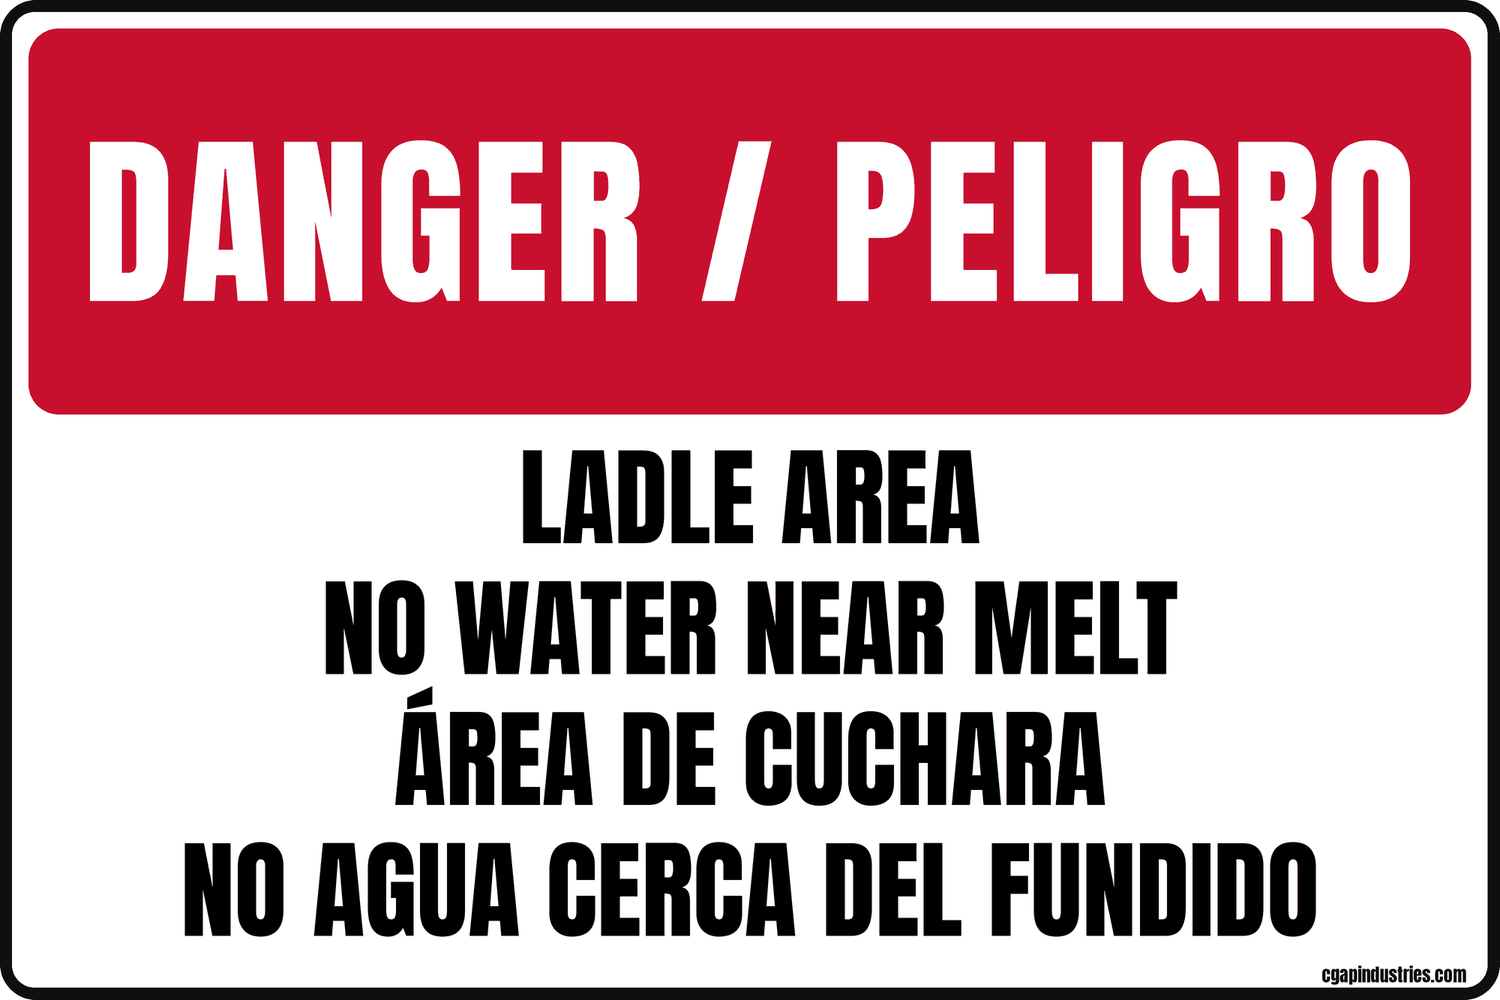 DANGER / PELIGRO
LADLE AREA
NO WATER NEAR MELT
ÁREA DE CUCHARA
NO AGUA CERCA DEL FUNDIDO
cgapindustries.com